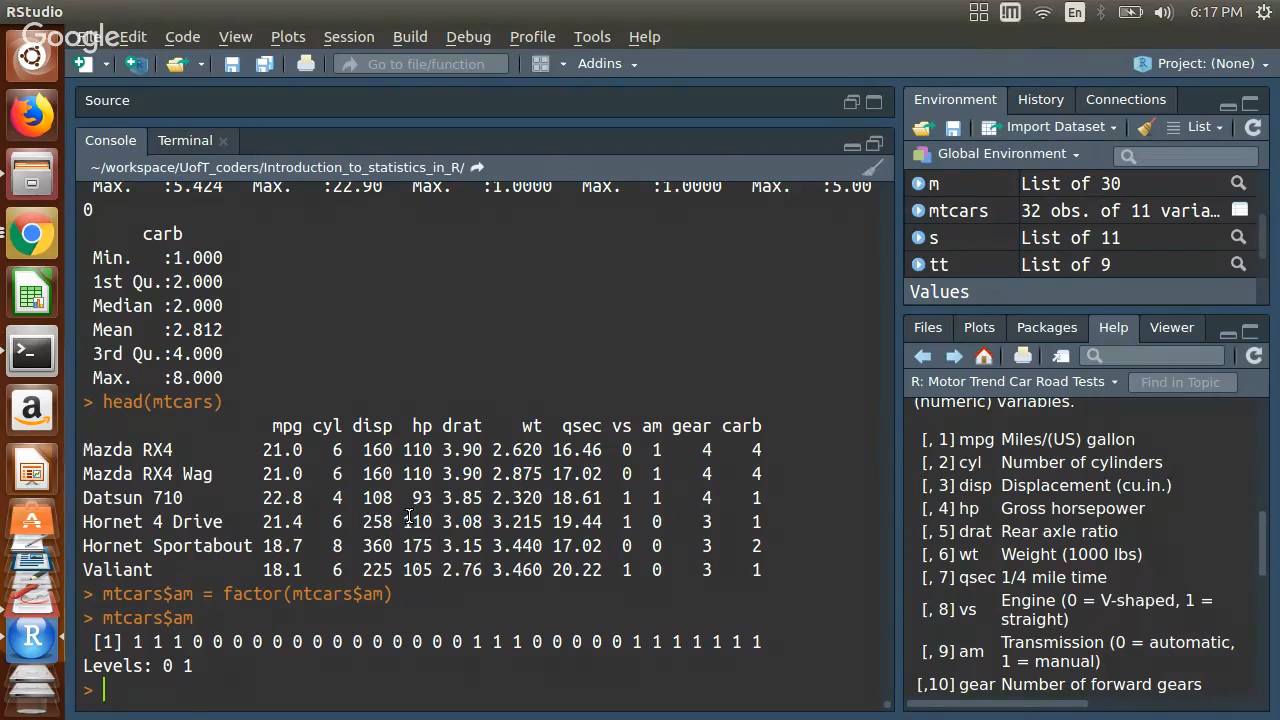 RStudio
En
6:17 PM
Google
File Edit Code View Plots Session Build Debug Profile Tools Help
Go to file/function
Addins
Project: (None)
Source
Console Terminal
~/workspace/UofT_coders/Introduction_to_statistics_in_R/
Max. :5.424 Max. :22.90 Max. :1.0000 Max. :1.0000 Max. :5.00
0
carb
Min. :1.000
1st Qu.:2.000
Median :2.000
Mean :2.812
3rd Qu.:4.000
Max. :8.000
> head(mtcars)
mpg cyl disp hp drat wt qsec vs am gear carb
Mazda RX4 21.0 6 160 110 3.90 2.620 16.46 0 1 4 4
Mazda RX4 Wag 21.0 6 160 110 3.90 2.875 17.02 0 1 4 4
Datsun 710 22.8 4 108 93 3.85 2.320 18.61 1 1 4 1
Hornet 4 Drive 21.4 6 258 110 3.08 3.215 19.44 1 0 3 1
Hornet Sportabout 18.7 8 360 175 3.15 3.440 17.02 0 0 3 2
Valiant 18.1 6 225 105 2.76 3.460 20.22 1 0 3 1
> mtcars$am = factor(mtcars$am)
> mtcars$am
[1] 1 1 1 0 0 0 0 0 0 0 0 0 0 0 0 0 0 1 1 1 0 0 0 0 0 1 1 1 1 1 1 1
Levels: 0 1
>
Environment History Connections
Import Dataset List
Global Environment
m List of 30
mtcars 32 obs. of 11 varia…
s List of 11
tt List of 9
Values
Files Plots Packages Help Viewer
R: Motor Trend Car Road Tests Find in Topic
(numeric) variables.
[, 1] mpg Miles/(US) gallon
[, 2] cyl Number of cylinders
[, 3] disp Displacement (cu.in.)
[, 4] hp Gross horsepower
[, 5] drat Rear axle ratio
[, 6] wt Weight (1000 lbs)
[, 7] qsec 1/4 mile time
[, 8] vs Engine (0 = V-shaped, 1 =
straight)
[, 9] am Transmission (0 = automatic,
1 = manual)
[,10] gear Number of forward gears